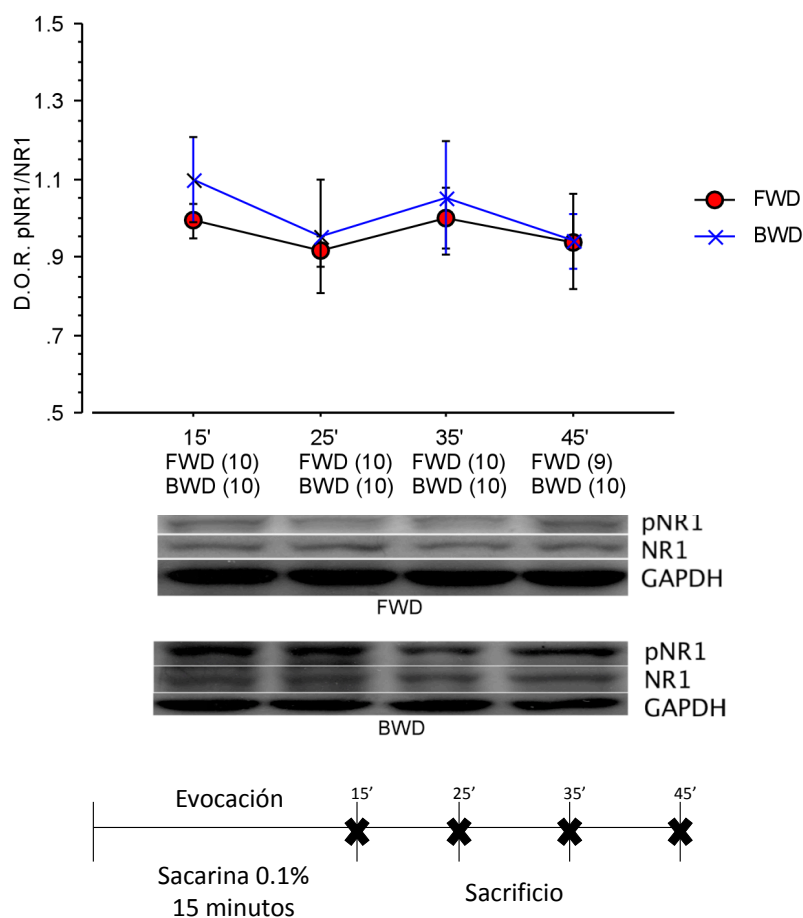 1.5
1.3
1.1
.9
.7
.5
D.O.R. pNR1/NR1
FWD
BWD
15' 25' 35' 45'
FWD (10) FWD (10) FWD (10) FWD (9)
BWD (10) BWD (10) BWD (10) BWD (10)
pNR1
NR1
GAPDH
FWD
pNR1
NR1
GAPDH
BWD
Evocación 15’ 25’ 35’ 45’
Sacarina 0.1%
15 minutos
Sacrificio